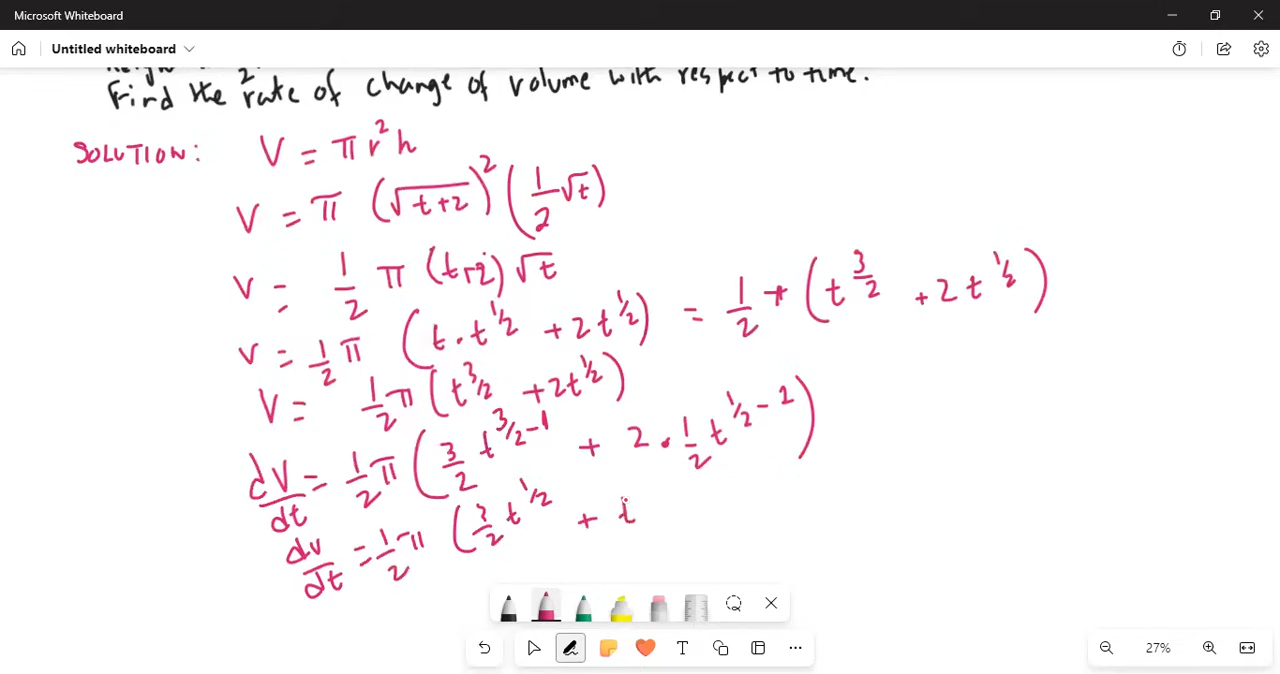 Microsoft Whiteboard
Untitled whiteboard
Find the rate of change of volume with respect to time.
SOLUTION: V = πr²h
V = π (√(t+2))² (1/2 √t)
V = 1/2 π (t+2) √t
V = 1/2 π (t · t^(1/2) + 2t^(1/2)) = 1/2 π (t^(3/2) + 2t^(1/2))
V = 1/2 π (t^(3/2) + 2t^(1/2))
dV/dt = 1/2 π (3/2 t^(3/2 - 1) + 2 · 1/2 t^(1/2 - 2))
dv/dt = 1/2 π (3/2 t^(1/2) + t
T
27%